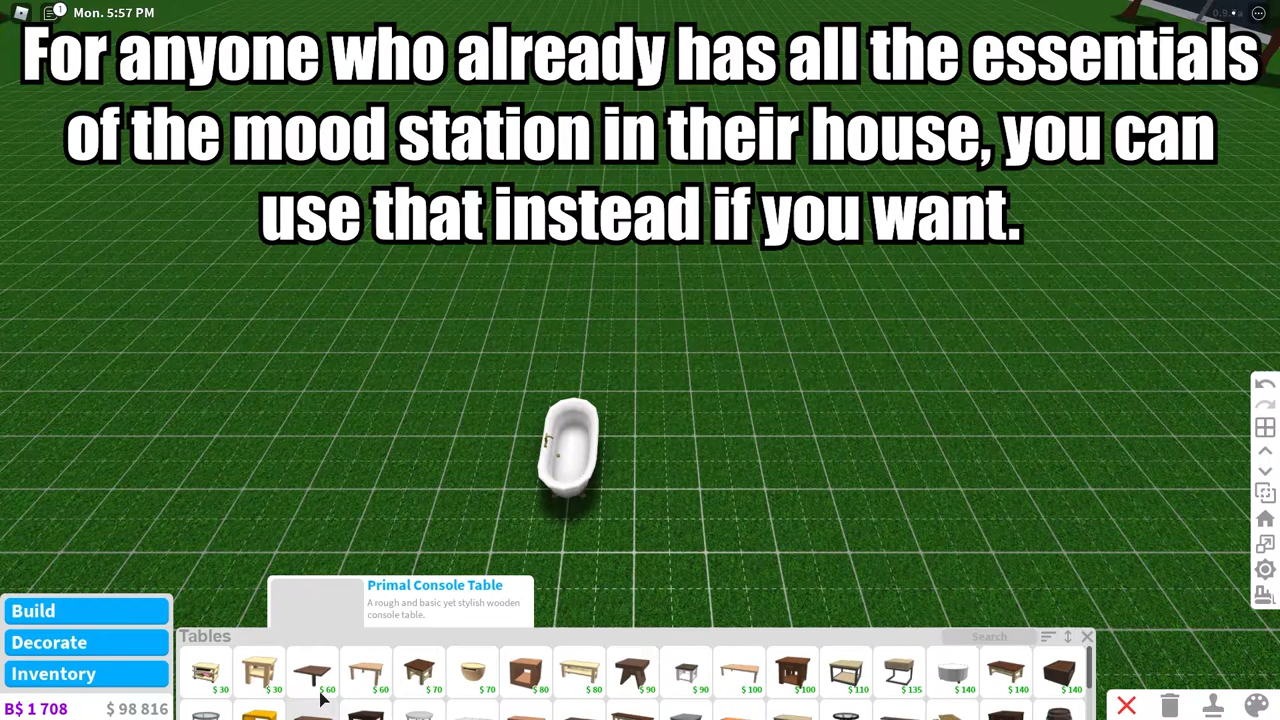 1
Mon. 5:57 PM
For anyone who already has all the essentials
of the mood station in their house, you can
use that instead if you want.
Primal Console Table
A rough and basic yet stylish wooden
console table.
Build
Decorate
Inventory
B$ 1 708
$ 98 816
Tables
Search
$ 30
$ 30
$ 60
$ 60
$ 70
$ 70
$ 80
$ 80
$ 90
$ 90
$ 100
$ 100
$ 110
$ 135
$ 140
$ 140
$ 140